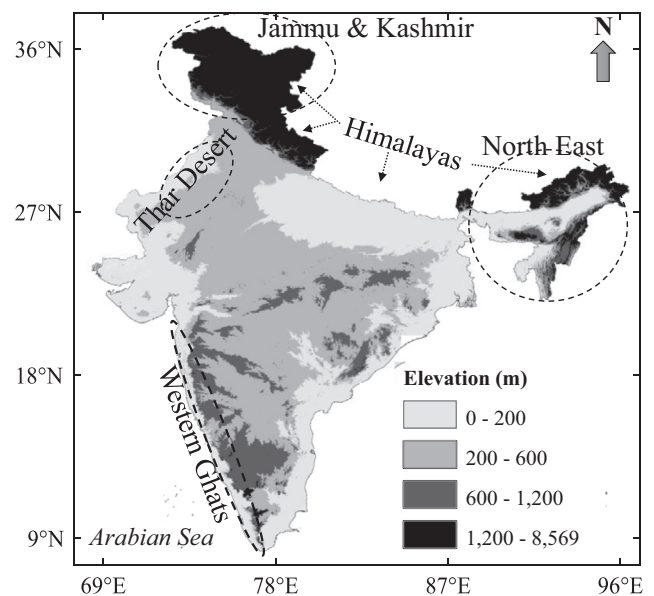 Jammu & Kashmir
N
36°N
Himalayas
North East
Thar Desert
27°N
Western Ghats
18°N
Elevation (m)
0 - 200
200 - 600
600 - 1,200
1,200 - 8,569
9°N
Arabian Sea
69°E
78°E
87°E
96°E